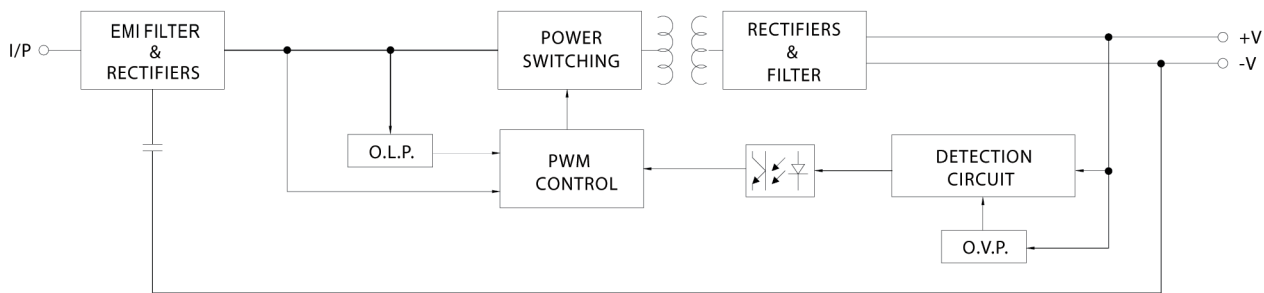 I/P
EMI FILTER
&
RECTIFIERS
POWER
SWITCHING
RECTIFIERS
&
FILTER
+V
-V
O.L.P.
PWM
CONTROL
DETECTION
CIRCUIT
O.V.P.